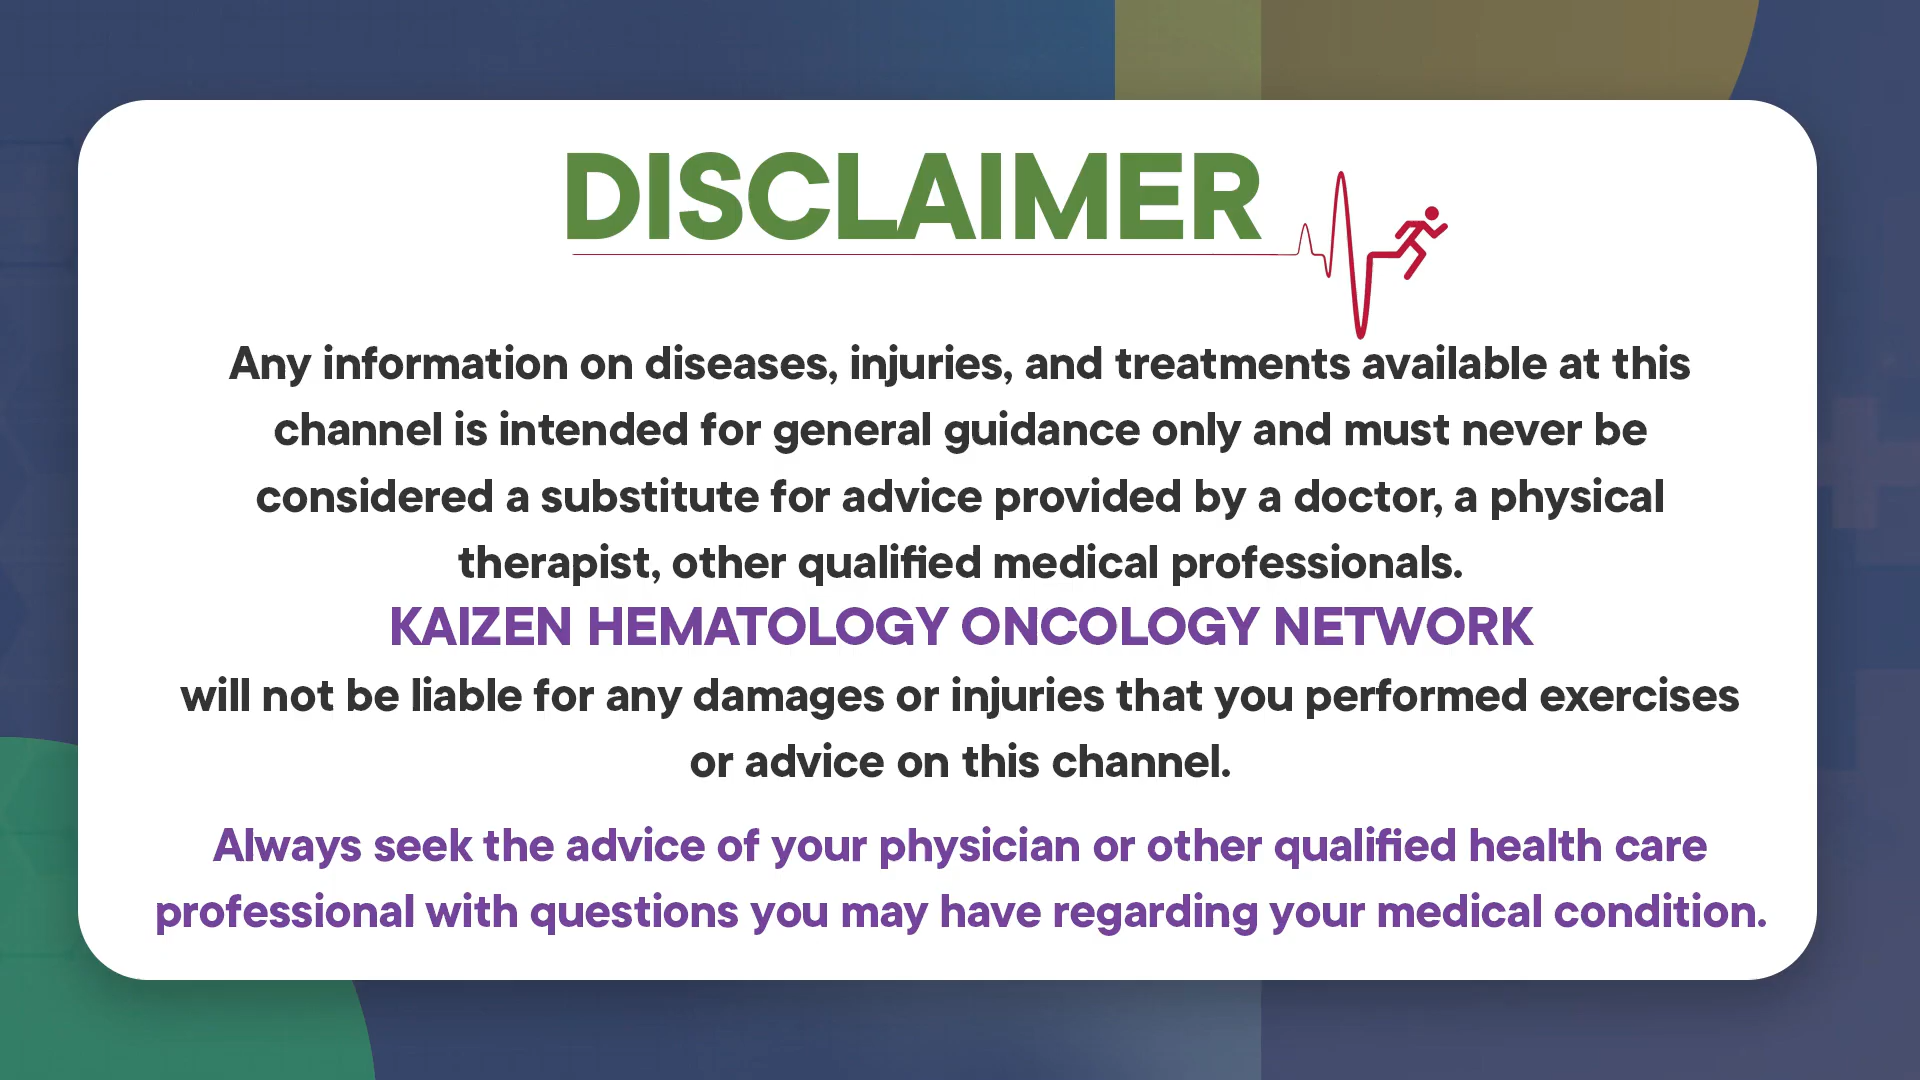 DISCLAIMER
Any information on diseases, injuries, and treatments available at this
channel is intended for general guidance only and must never be
considered a substitute for advice provided by a doctor, a physical
therapist, other qualified medical professionals.
KAIZEN HEMATOLOGY ONCOLOGY NETWORK
will not be liable for any damages or injuries that you performed exercises
or advice on this channel.
Always seek the advice of your physician or other qualified health care
professional with questions you may have regarding your medical condition.